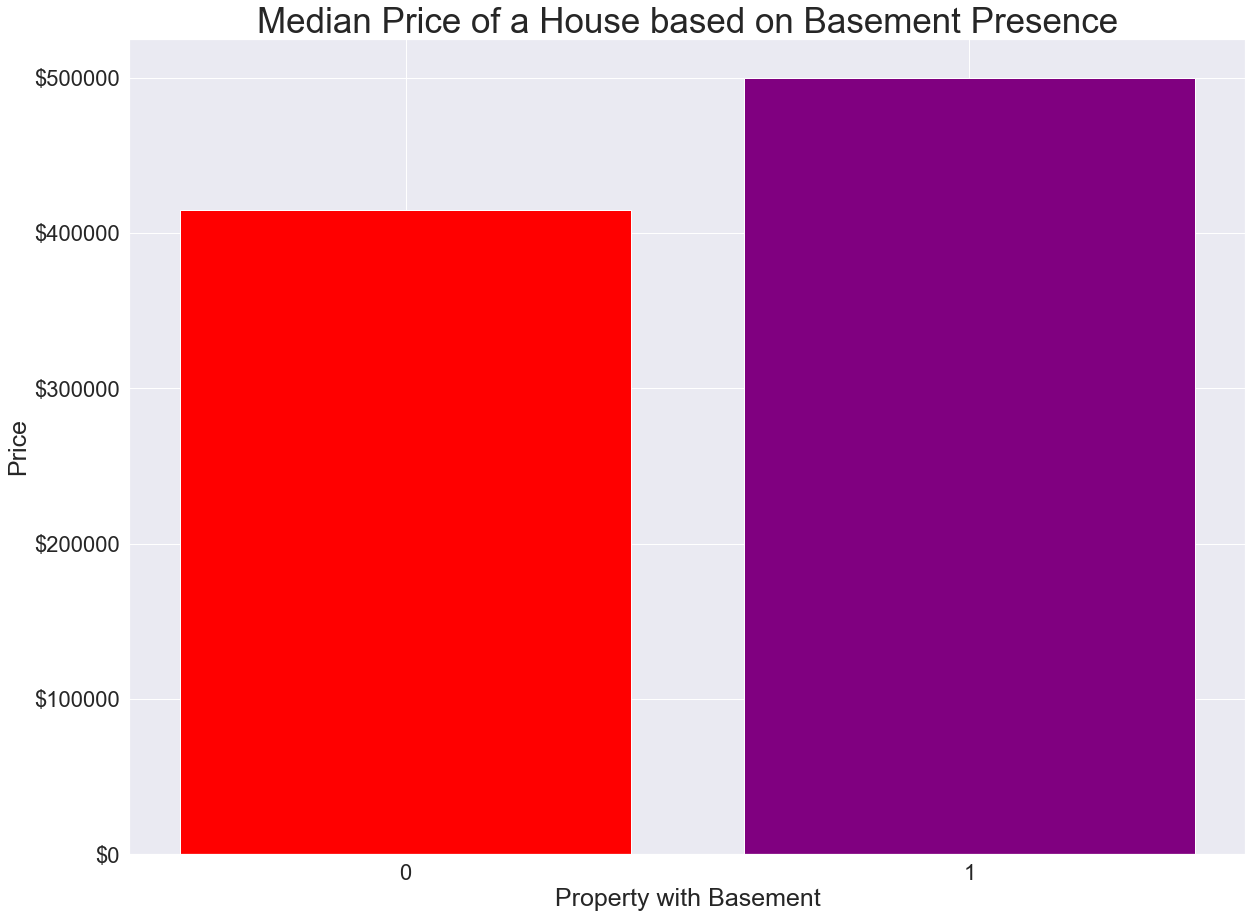 Median Price of a House based on Basement Presence
$500000
$400000
$300000
$200000
$100000
$0
Price
0
1
Property with Basement